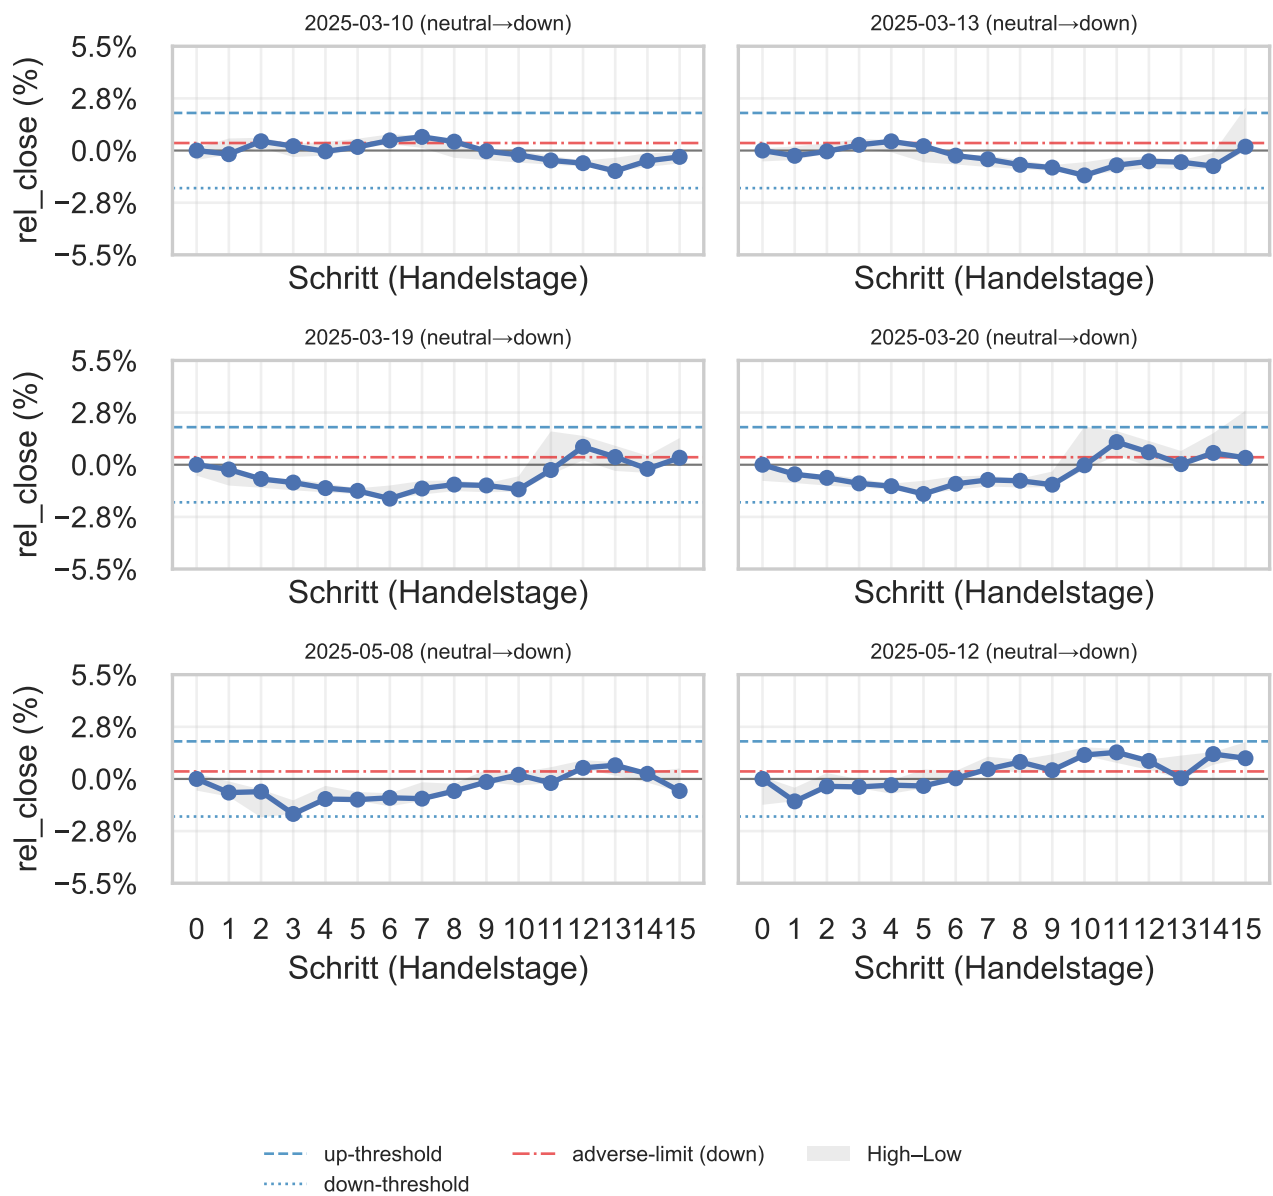 2025-03-10 (neutral→down)
2025-03-13 (neutral→down)
rel_close (%)
5.5%
2.8%
0.0%
−2.8%
−5.5%
Schritt (Handelstage)
Schritt (Handelstage)
2025-03-19 (neutral→down)
2025-03-20 (neutral→down)
rel_close (%)
5.5%
2.8%
0.0%
−2.8%
−5.5%
Schritt (Handelstage)
Schritt (Handelstage)
2025-05-08 (neutral→down)
2025-05-12 (neutral→down)
rel_close (%)
5.5%
2.8%
0.0%
−2.8%
−5.5%
0 1 2 3 4 5 6 7 8 9 10 11 12 13 14 15
0 1 2 3 4 5 6 7 8 9 10 11 12 13 14 15
Schritt (Handelstage)
Schritt (Handelstage)
up-threshold
down-threshold
adverse-limit (down)
High–Low